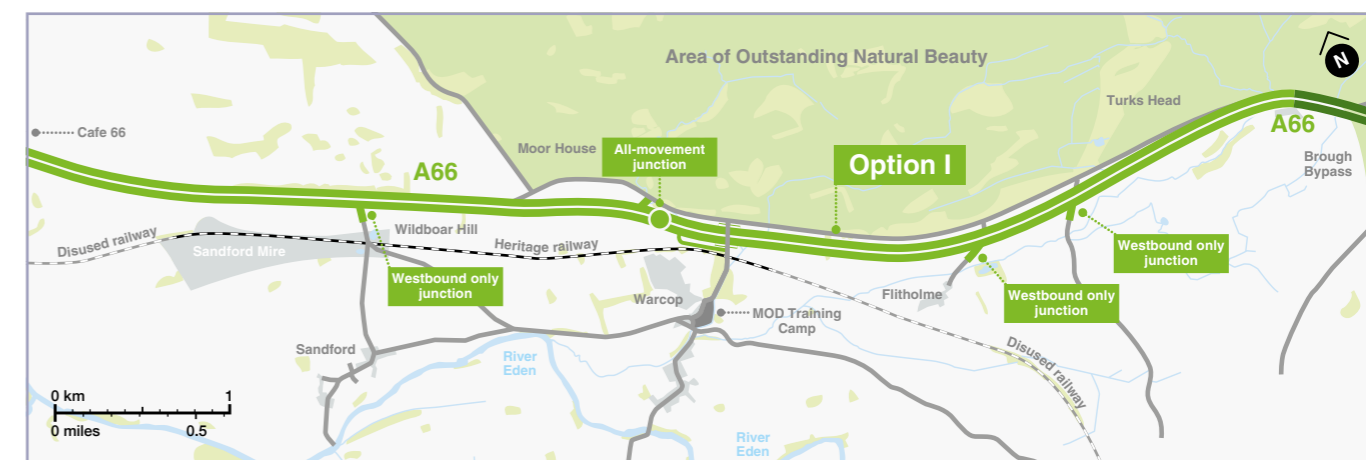 Area of Outstanding Natural Beauty
N
Turks Head
Cafe 66
A66
Moor House
All-movement
junction
Option I
A66
Brough
Bypass
Disused railway
Sandford Mire
Wildboar Hill
Heritage railway
Westbound only
junction
Westbound only
junction
Warcop
Flitholme
Westbound only
junction
MOD Training
Camp
Sandford
River
Eden
Disused railway
0 km
1
0 miles
0.5
River
Eden